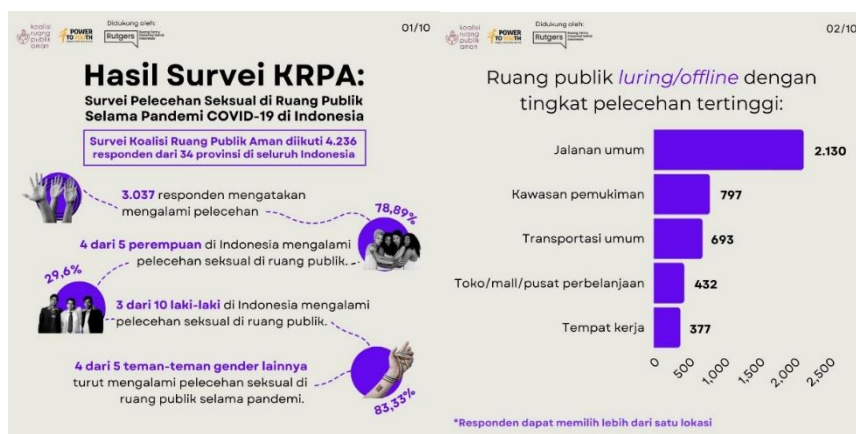 koalisi
ruang
publik
aman
POWER
TO YOUTH
Didukung oleh:
Rutgers
01/10
Hasil Survei KRPA:
Survei Pelecehan Seksual di Ruang Publik
Selama Pandemi COVID-19 di Indonesia
Survei Koalisi Ruang Publik Aman diikuti 4.236
responden dari 34 provinsi di seluruh Indonesia
3.037 responden mengatakan
mengalami pelecehan
78,89%
4 dari 5 perempuan di Indonesia mengalami
pelecehan seksual di ruang publik.
29,6%
3 dari 10 laki-laki di Indonesia mengalami
pelecehan seksual di ruang publik.
4 dari 5 teman-teman gender lainnya
turut mengalami pelecehan seksual di
ruang publik selama pandemi.
83,33%
koalisi
ruang
publik
aman
POWER
TO YOUTH
Didukung oleh:
Rutgers
02/10
Ruang publik luring/offline dengan
tingkat pelecehan tertinggi:
Jalanan umum 2.130
Kawasan pemukiman 797
Transportasi umum 693
Toko/mall/pusat perbelanjaan 432
Tempat kerja 377
0 500 1,000 1,500 2,000 2,500
*Responden dapat memilih lebih dari satu lokasi